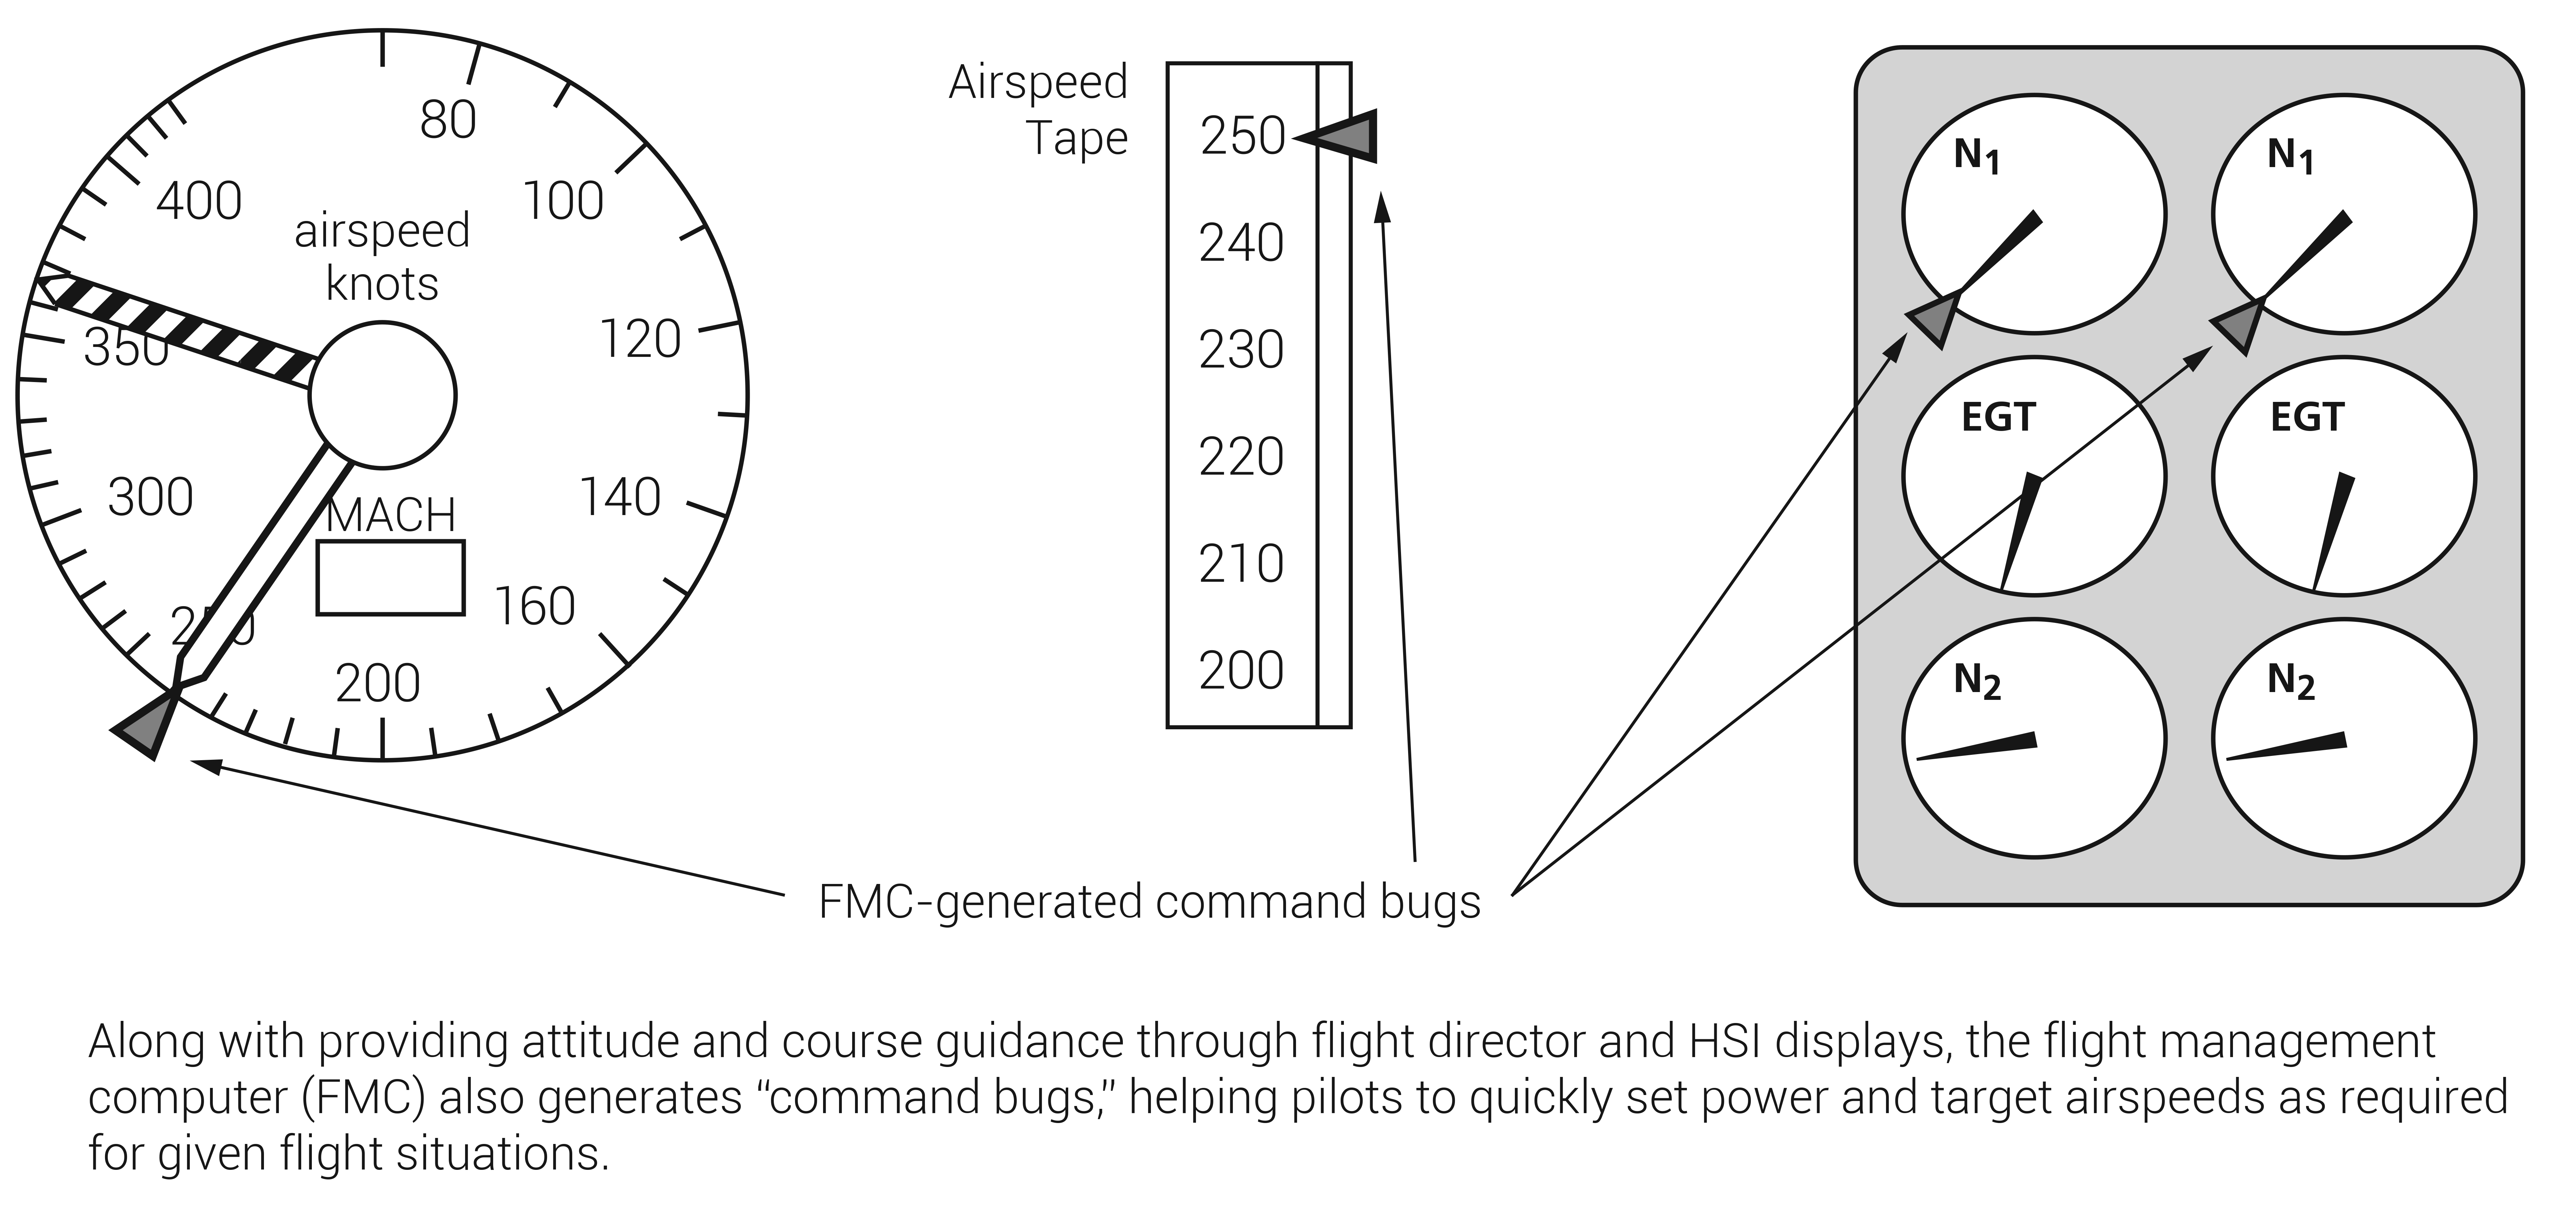 80
100
120
140
160
200
250
300
350
400
airspeed
knots
MACH
Airspeed
Tape
250
240
230
220
210
200
N1
N1
EGT
EGT
N2
N2
FMC-generated command bugs
Along with providing attitude and course guidance through flight director and HSI displays, the flight management
computer (FMC) also generates “command bugs,” helping pilots to quickly set power and target airspeeds as required
for given flight situations.